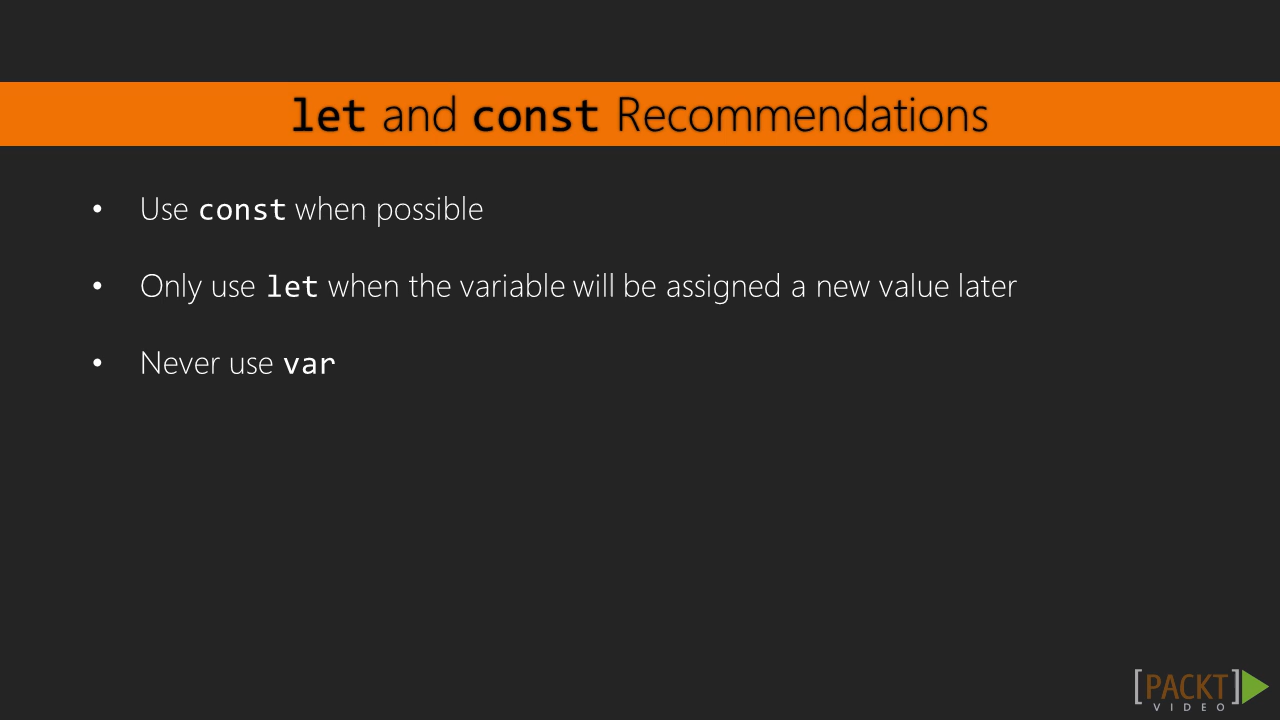 let and const Recommendations
• Use const when possible
• Only use let when the variable will be assigned a new value later
• Never use var
[PACKT]
VIDEO